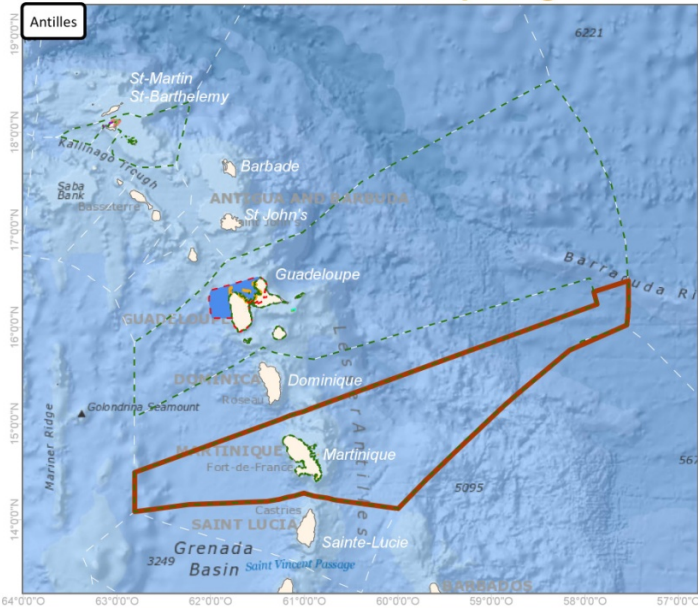 Antilles
19°0'0"N
6221
St-Martin
St-Barthelemy
18°0'0"N
Kalinago Trough
Barbade
Saba
Bank
Basseterre
ANTIGUA AND BARBUDA
St John's
17°0'0"N
Barracuda Ri
Guadeloupe
GUADELOUPE
16°0'0"N
Lesser Antilles
DOMINICA
Dominique
Roseau
Golondrina Seamount
Mariner Ridge
15°0'0"N
MARTINIQUE
Martinique
Fort-de-France
567
5095
Castries
14°0'0"N
SAINT LUCIA
Sainte-Lucie
Grenada
Basin
3249
Saint Vincent Passage
BARBADOS
64°0'0"O
63°0'0"O
62°0'0"O
61°0'0"O
60°0'0"O
59°0'0"O
58°0'0"O
57°0'0"O